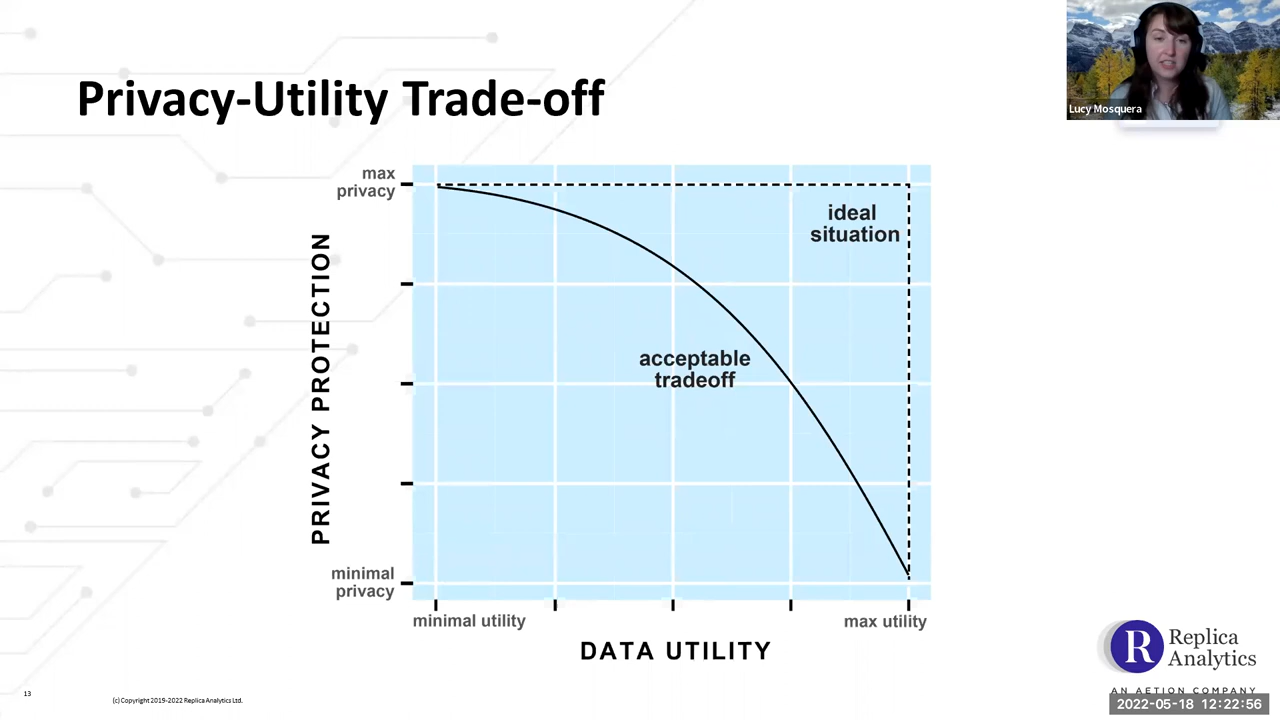 Privacy-Utility Trade-off
Lucy Mosquera
max
privacy
ideal
situation
PRIVACY PROTECTION
acceptable
tradeoff
minimal
privacy
minimal utility
max utility
DATA UTILITY
R
Replica
Analytics
AN AETION COMPANY
13
(c) Copyright 2019-2022 Replica Analytics Ltd.
2022-05-18 12:22:56